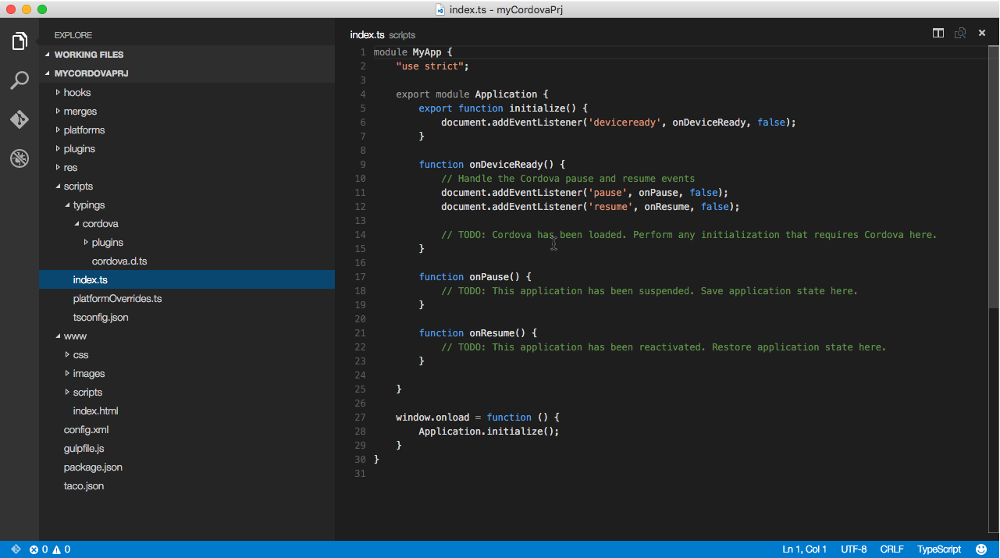 index.ts - myCordovaPrj
EXPLORE
WORKING FILES
MYCORDOVAPRJ
hooks
merges
platforms
plugins
res
scripts
typings
cordova
plugins
cordova.d.ts
index.ts
platformOverrides.ts
tsconfig.json
www
css
images
scripts
index.html
config.xml
gulpfile.js
package.json
taco.json
index.ts scripts
1 module MyApp {
2     "use strict";
3
4     export module Application {
5         export function initialize() {
6             document.addEventListener('deviceready', onDeviceReady, false);
7         }
8
9         function onDeviceReady() {
10             // Handle the Cordova pause and resume events
11             document.addEventListener('pause', onPause, false);
12             document.addEventListener('resume', onResume, false);
13
14             // TODO: Cordova has been loaded. Perform any initialization that requires Cordova here.
15         }
16
17         function onPause() {
18             // TODO: This application has been suspended. Save application state here.
19         }
20
21         function onResume() {
22             // TODO: This application has been reactivated. Restore application state here.
23         }
24
25     }
26
27     window.onload = function () {
28         Application.initialize();
29     }
30 }
31
0 0 Ln 1, Col 1 UTF-8 CRLF TypeScript